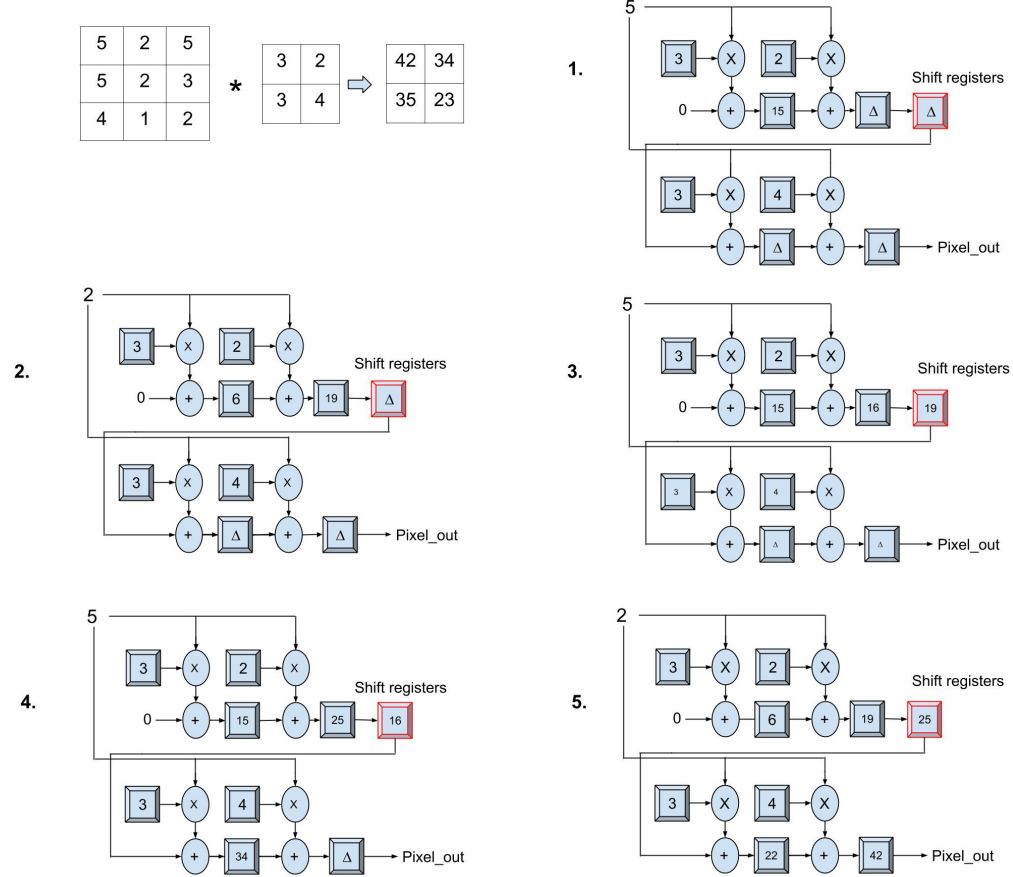 5 2 5
5 2 3
4 1 2
*
3 2
3 4
42 34
35 23
1.
5
3 X 2 X
Shift registers
0 + 15 + Δ Δ
3 X 4 X
+ Δ + Δ Pixel_out
2.
2
3 X 2 X
Shift registers
0 + 6 + 19 Δ
3 X 4 X
+ Δ + Δ Pixel_out
3.
5
3 X 2 X
Shift registers
0 + 15 + 16 19
3 X 4 X
+ Δ + Δ Pixel_out
4.
5
3 X 2 X
Shift registers
0 + 15 + 25 16
3 X 4 X
+ 34 + Δ Pixel_out
5.
2
3 X 2 X
Shift registers
0 + 6 + 19 25
3 X 4 X
+ 22 + 42 Pixel_out